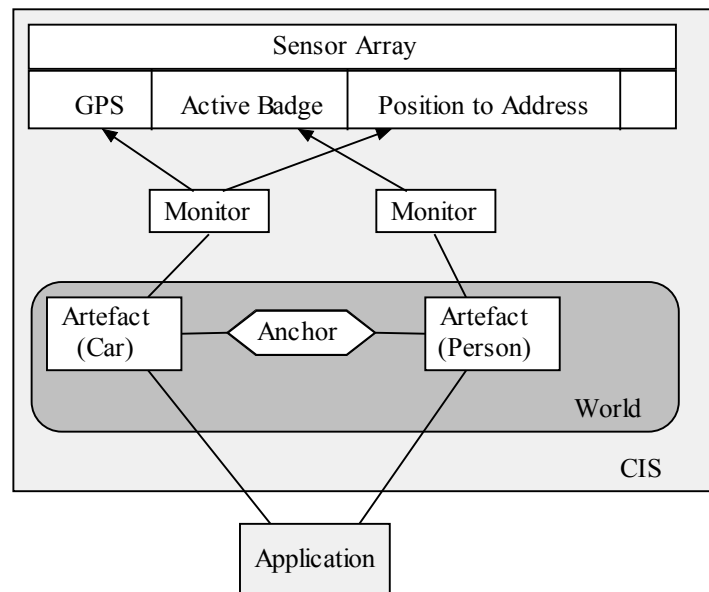 Sensor Array
GPS
Active Badge
Position to Address
Monitor
Monitor
Artefact
(Car)
Anchor
Artefact
(Person)
World
CIS
Application